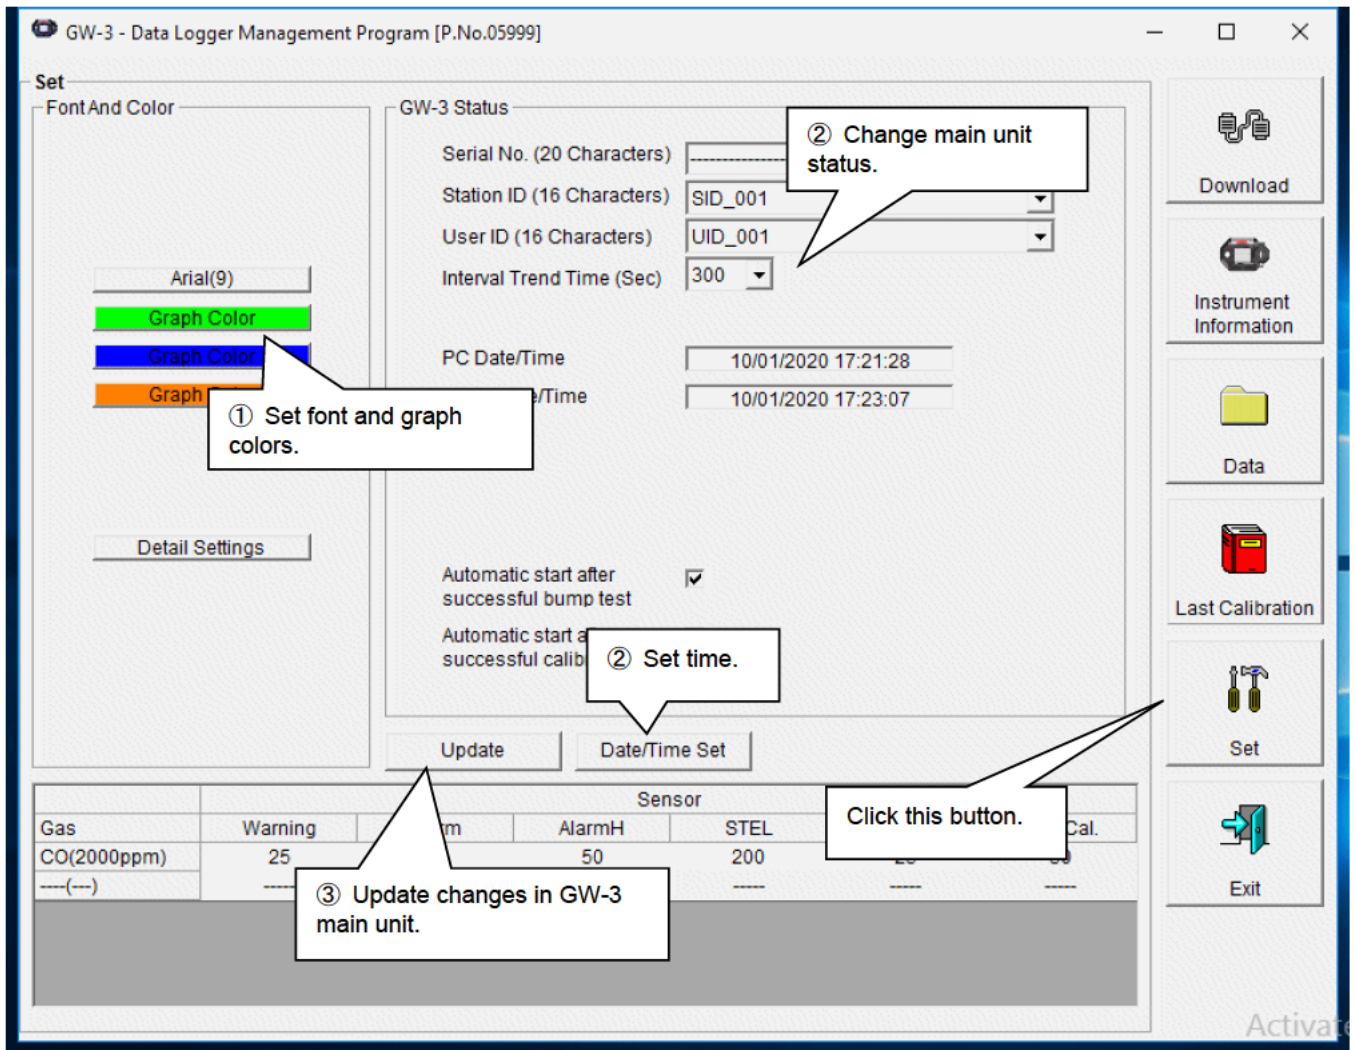 GW-3 - Data Logger Management Program [P.No.05999]
Set
Font And Color
GW-3 Status
② Change main unit
status.
Serial No. (20 Characters)
Station ID (16 Characters)
SID_001
User ID (16 Characters)
UID_001
Interval Trend Time (Sec)
300
Arial(9)
Graph Color
Graph Color
Graph
① Set font and graph
colors.
PC Date/Time
10/01/2020 17:21:28
/Time
10/01/2020 17:23:07
Detail Settings
Automatic start after
successful bump test
Automatic start
successful
② Set time.
Update
Date/Time Set
Click this button.
Download
Instrument
Information
Data
Last Calibration
Set
Exit
Sensor
Gas
Warning
AlarmH
STEL
Cal.
CO(2000ppm)
25
50
200
----(---)
-----
-----
-----
-----
③ Update changes in GW-3
main unit.
Activate